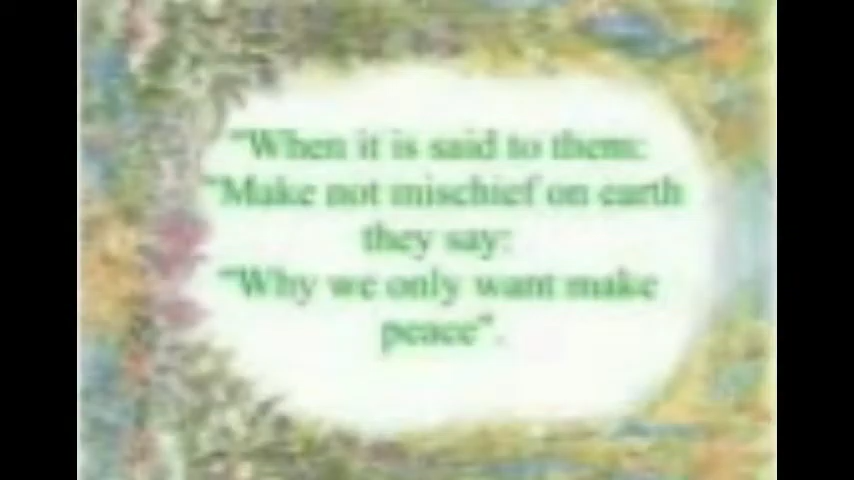 "When it is said to them:
"Make not mischief on earth
they say:
"Why we only want make
peace".